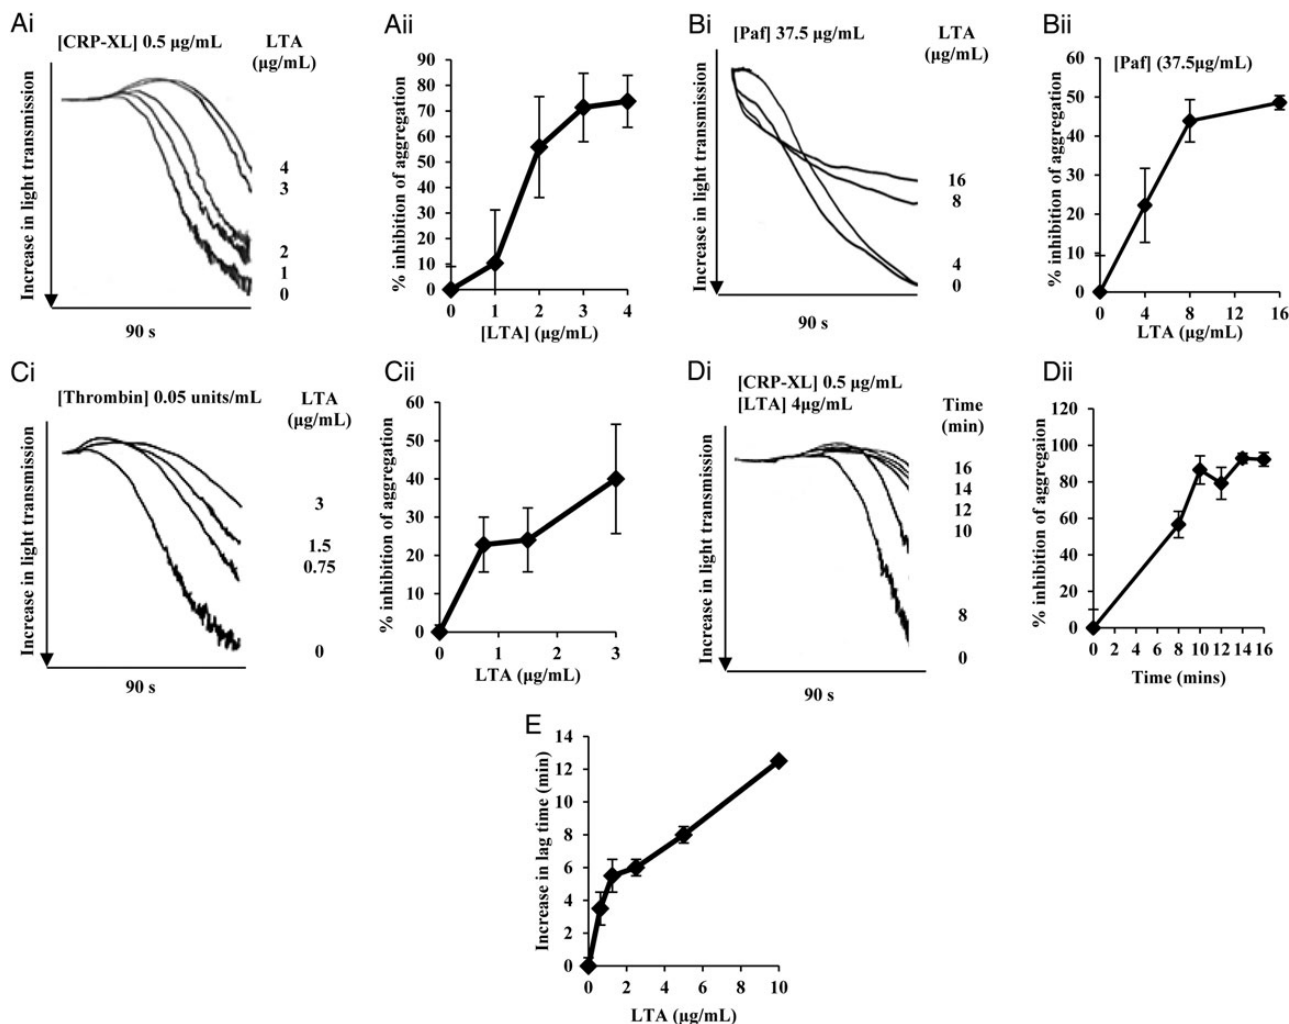 Ai
[CRP-XL] 0.5 µg/mL
LTA
(µg/mL)
Increase in light transmission
4
3
2
1
0
90 s
Aii
% inhibition of aggregation
90
80
70
60
50
40
30
20
10
0
0 1 2 3 4
[LTA] (µg/mL)
Bi
[Paf] 37.5 µg/mL
LTA
(µg/mL)
Increase in light transmission
16
8
4
0
90 s
Bii
[Paf] (37.5µg/mL)
% inhibition of aggregation
60
50
40
30
20
10
0
0 4 8 12 16
LTA (µg/mL)
Ci
[Thrombin] 0.05 units/mL
LTA
(µg/mL)
Increase in light transmission
3
1.5
0.75
0
90 s
Cii
% inhibition of aggregation
60
50
40
30
20
10
0
0 1 2 3
LTA (µg/mL)
Di
[CRP-XL] 0.5 µg/mL
[LTA] 4µg/mL
Time
(min)
Increase in light transmission
16
14
12
10
8
0
90 s
Dii
% inhibition of aggregaion
120
100
80
60
40
20
0
0 2 4 6 8 10 12 14 16
Time (mins)
E
Increase in lag time (min)
14
12
10
8
6
4
2
0
0 2 4 6 8 10
LTA (µg/mL)